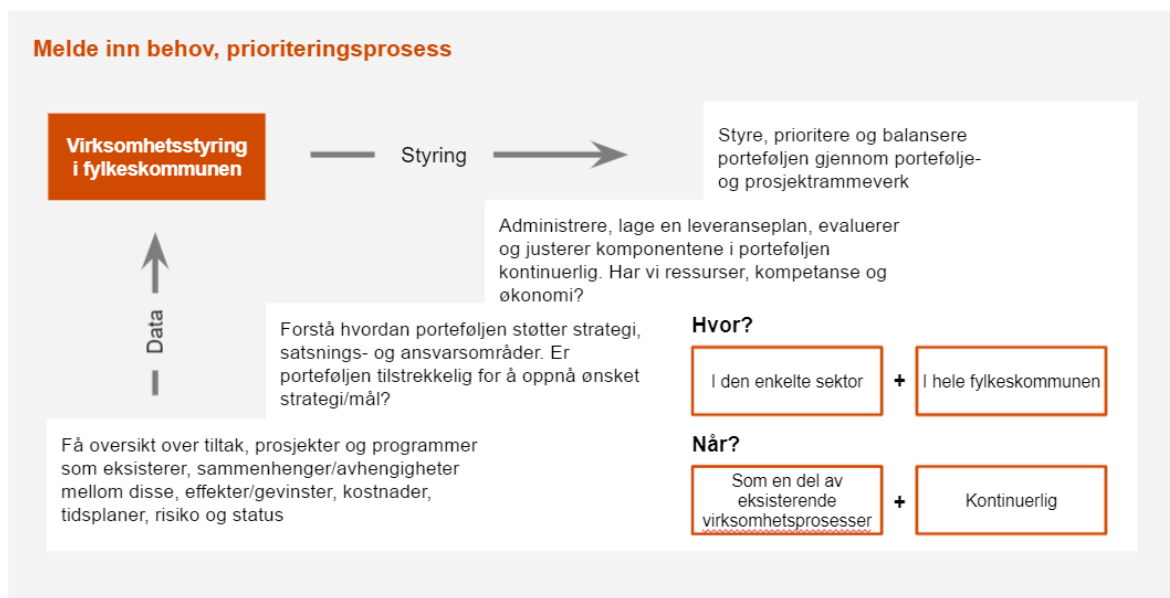 Melde inn behov, prioriteringsprosess
Virksomhetsstyring
i fylkeskommunen
Styring
Styre, prioritere og balansere
porteføljen gjennom portefølje-
og prosjektrammeverk
Administrere, lage en leveranseplan, evaluerer
og justerer komponentene i porteføljen
kontinuerlig. Har vi ressurser, kompetanse og
økonomi?
Data
Forstå hvordan porteføljen støtter strategi,
satsnings- og ansvarsområder. Er
porteføljen tilstrekkelig for å oppnå ønsket
strategi/mål?
Få oversikt over tiltak, prosjekter og programmer
som eksisterer, sammenhenger/avhengigheter
mellom disse, effekter/gevinster, kostnader,
tidsplaner, risiko og status
Hvor?
I den enkelte sektor
+
I hele fylkeskommunen
Når?
Som en del av
eksisterende
virksomhetsprosesser
+
Kontinuerlig